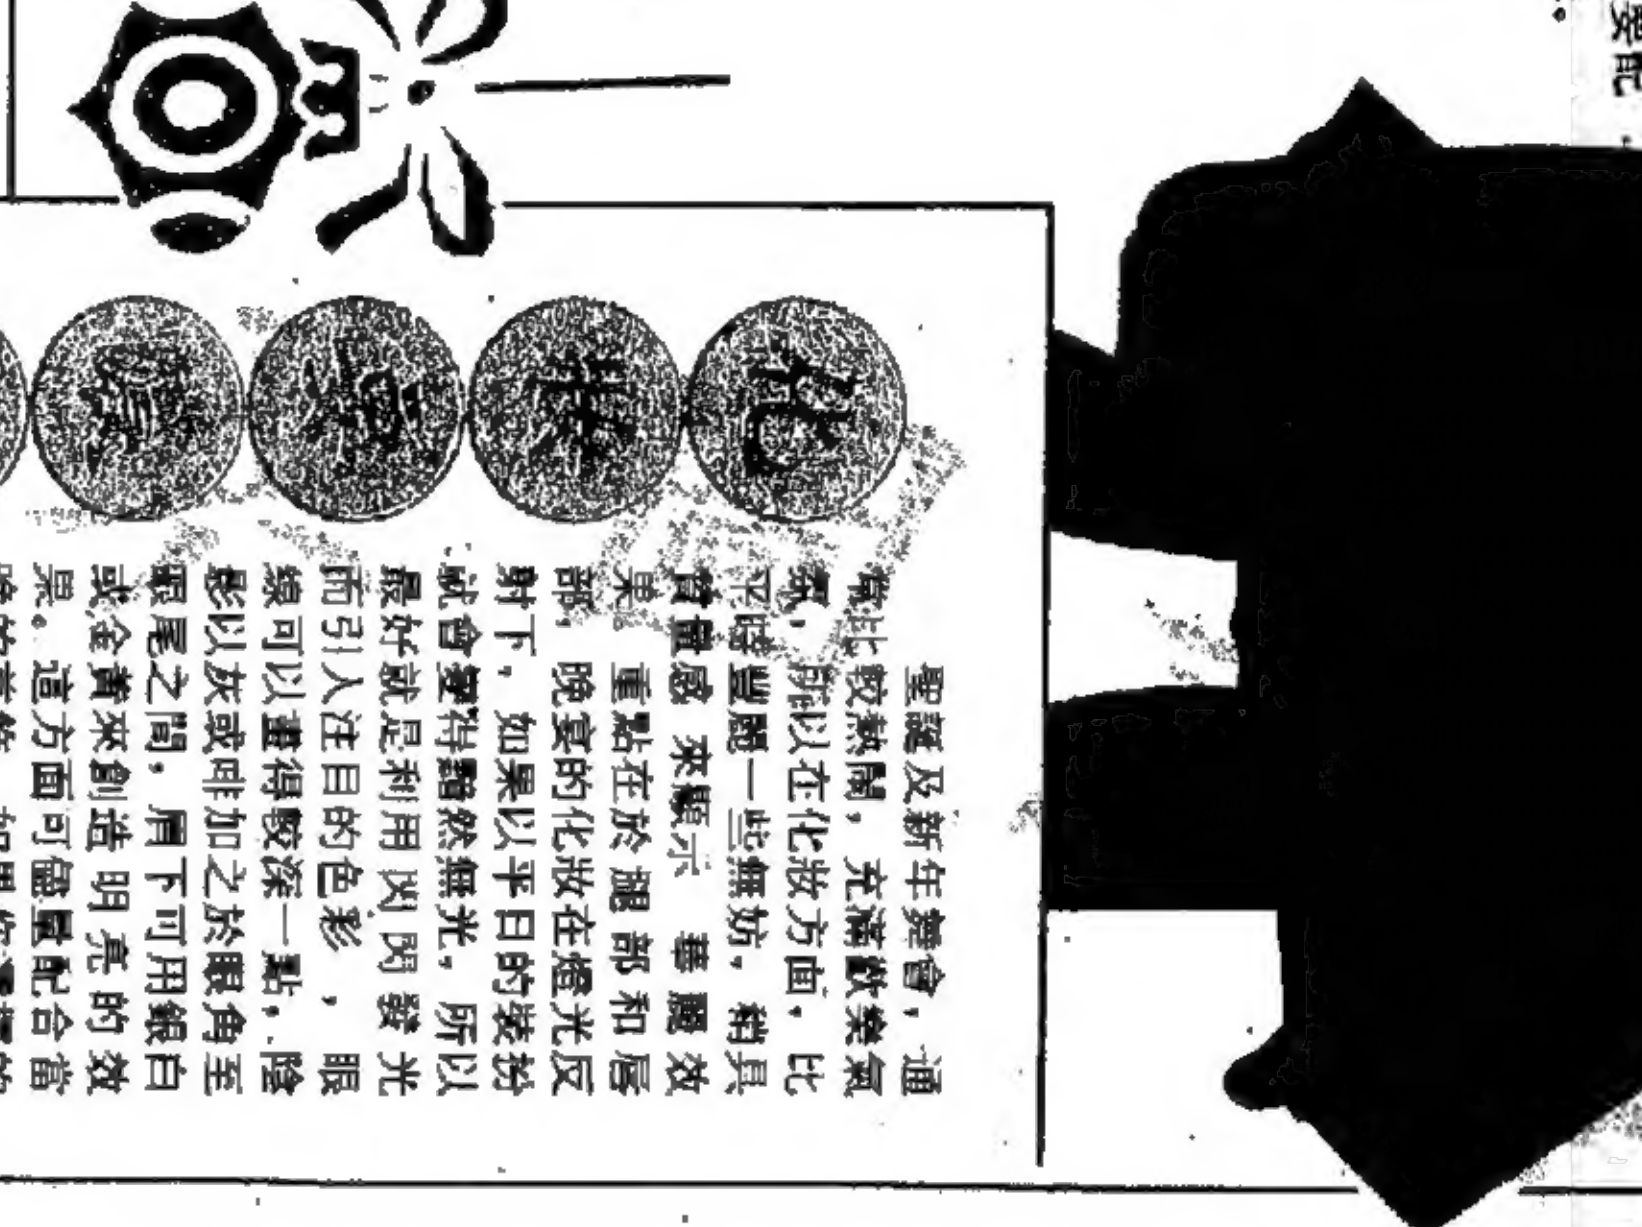 要配
化妝
聖誕及新年舞會，通
常比較熱鬧，充滿歡樂氣
氛，所以在化妝方面，比
平時豐麗一些無妨，稍具
質量感 來顯示 華麗效
果 重點在於 腿部和唇
部，晚宴的化妝在燈光反
射下，如果以平日的裝扮
就會變得黯然無光，所以
最好就是利用閃閃發光
而引人注目的色彩，眼
線可以畫得較深一點，陰
影以灰或啡加之於眼角至
眼尾之間，眉下可用銀白
或金黃來創造明亮的效
果。這方面可儘量配合當